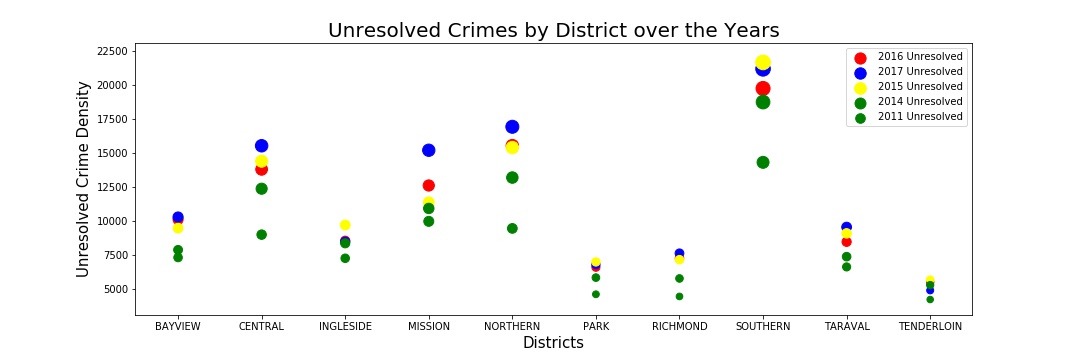 Unresolved Crimes by District over the Years
Unresolved Crime Density
22500
20000
17500
15000
12500
10000
7500
5000
2016 Unresolved
2017 Unresolved
2015 Unresolved
2014 Unresolved
2011 Unresolved
BAYVIEW CENTRAL INGLESIDE MISSION NORTHERN PARK RICHMOND SOUTHERN TARAVAL TENDERLOIN
Districts